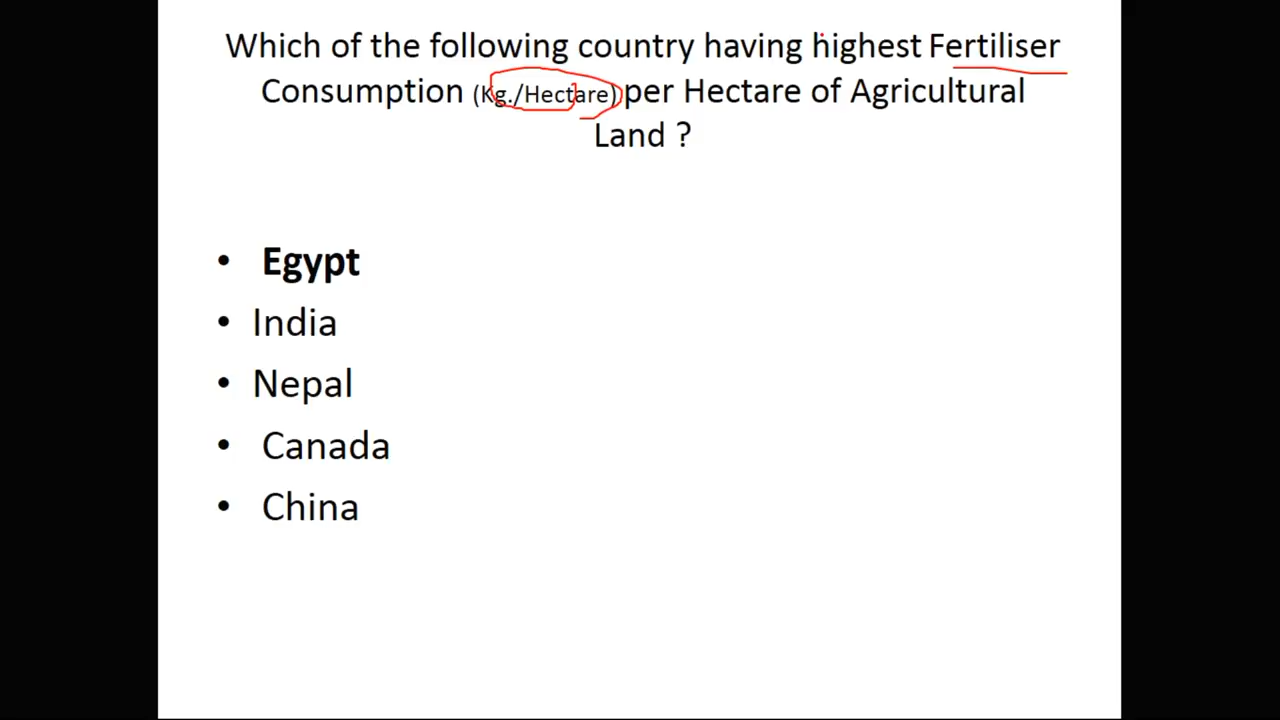 Which of the following country having highest Fertiliser
Consumption (Kg./Hectare) per Hectare of Agricultural
Land ?
• Egypt
• India
• Nepal
• Canada
• China